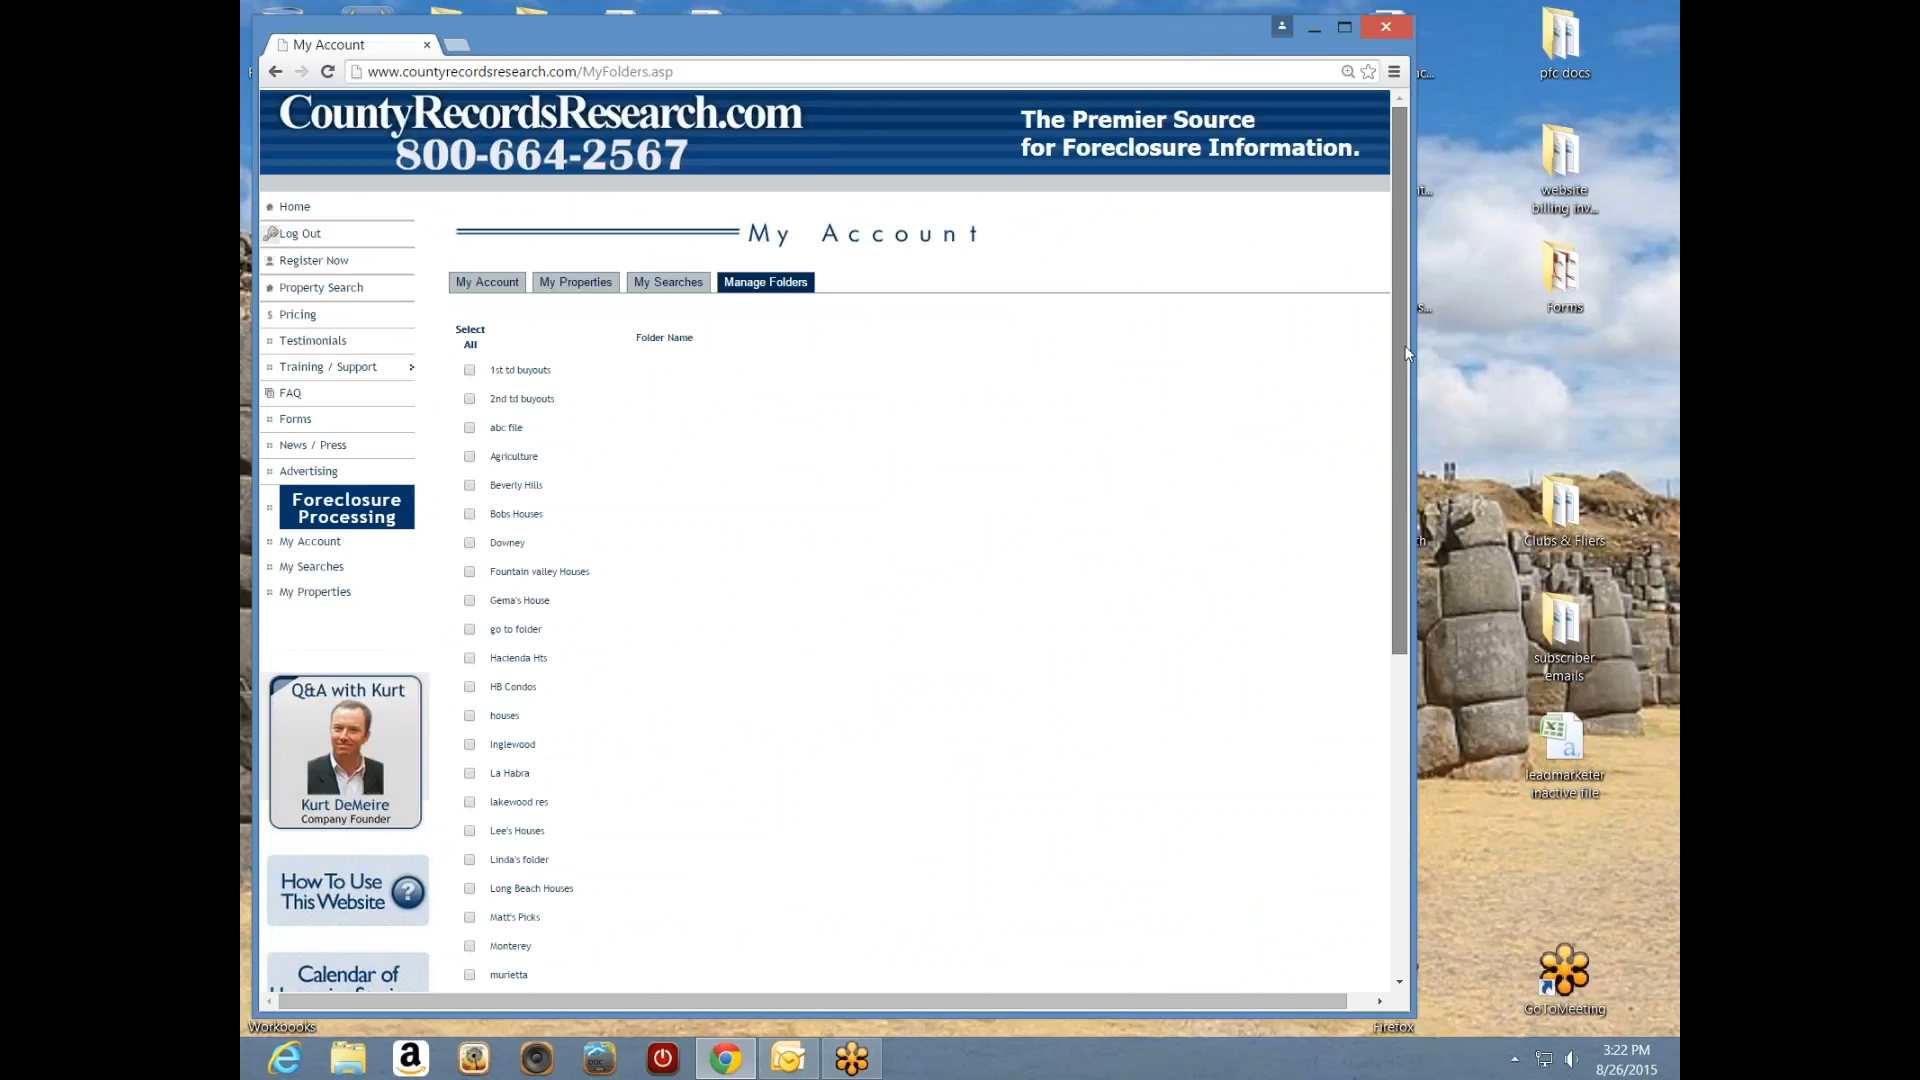 My Account
www.countyrecordsresearch.com/MyFolders.asp
CountyRecordsResearch.com
800-664-2567
The Premier Source
for Foreclosure Information.
Home
Log Out
Register Now
Property Search
Pricing
Testimonials
Training / Support
FAQ
Forms
News / Press
Advertising
Foreclosure
Processing
My Account
My Searches
My Properties
Q&A with Kurt
Kurt DeMeire
Company Founder
How To Use
This Website
Calendar of
My Account
My Account
My Properties
My Searches
Manage Folders
Select
All
Folder Name
1st td buyouts
2nd td buyouts
abc file
Agriculture
Beverly Hills
Bobs Houses
Downey
Fountain valley Houses
Gema's House
go to folder
Hacienda Hts
HB Condos
houses
Inglewood
La Habra
lakewood res
Lee's Houses
Linda's folder
Long Beach Houses
Matt's Picks
Monterey
murietta
pfc docs
website
billing inv...
Forms
Clubs & Fliers
subscriber
emails
leadmarketer
inactive file
GoToMeeting
Workbooks
Firefox
3:22 PM
8/26/2015